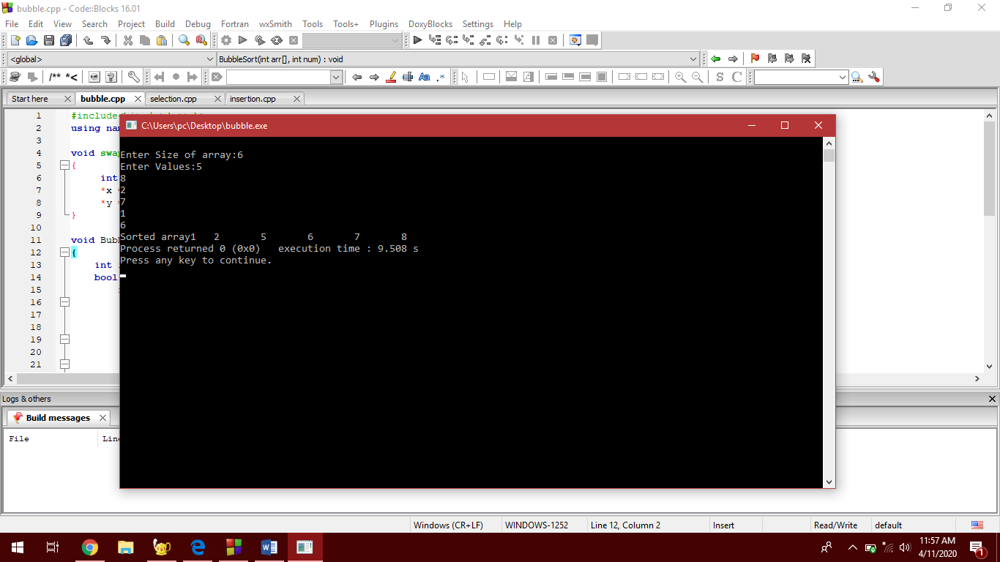 bubble.cpp - Code::Blocks 16.01
File Edit View Search Project Build Debug Fortran wxSmith Tools Tools+ Plugins DoxyBlocks Settings Help
<global> BubbleSort(int arr[], int num) : void
/** *< Aa .* S C
Start here bubble.cpp selection.cpp insertion.cpp
1 #include
2 using
3
4 void
5 {
6 int
7 *x
8 *y
9 }
10
11 void
12 {
13 int
14 bool
15
16
17
18
19
20
21
C:\Users\pc\Desktop\bubble.exe
Enter Size of array:6
Enter Values:5
8
2
7
1
6
Sorted array1 2 5 6 7 8
Process returned 0 (0x0) execution time : 9.508 s
Press any key to continue.
Logs & others
Build messages
File
Windows (CR+LF) WINDOWS-1252 Line 12, Column 2 Insert Read/Write default
11:57 AM
4/11/2020
1